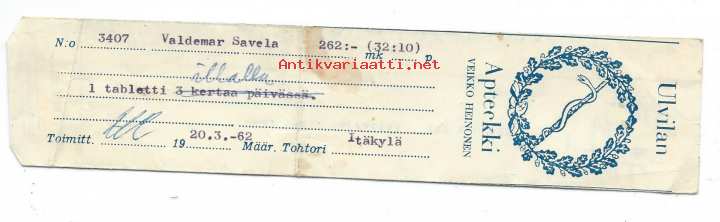 N:o 3407 Valdemar Savela 262:- (32:10) mk p.
Antikvariaatti.net
illalla
1 tabletti 3 kertaa päivässä.
Toimitt. 19 20.3.-62 Määr. Tohtori Itäkylä
Ulvilan
Apteekki
VEIKKO HEINONEN